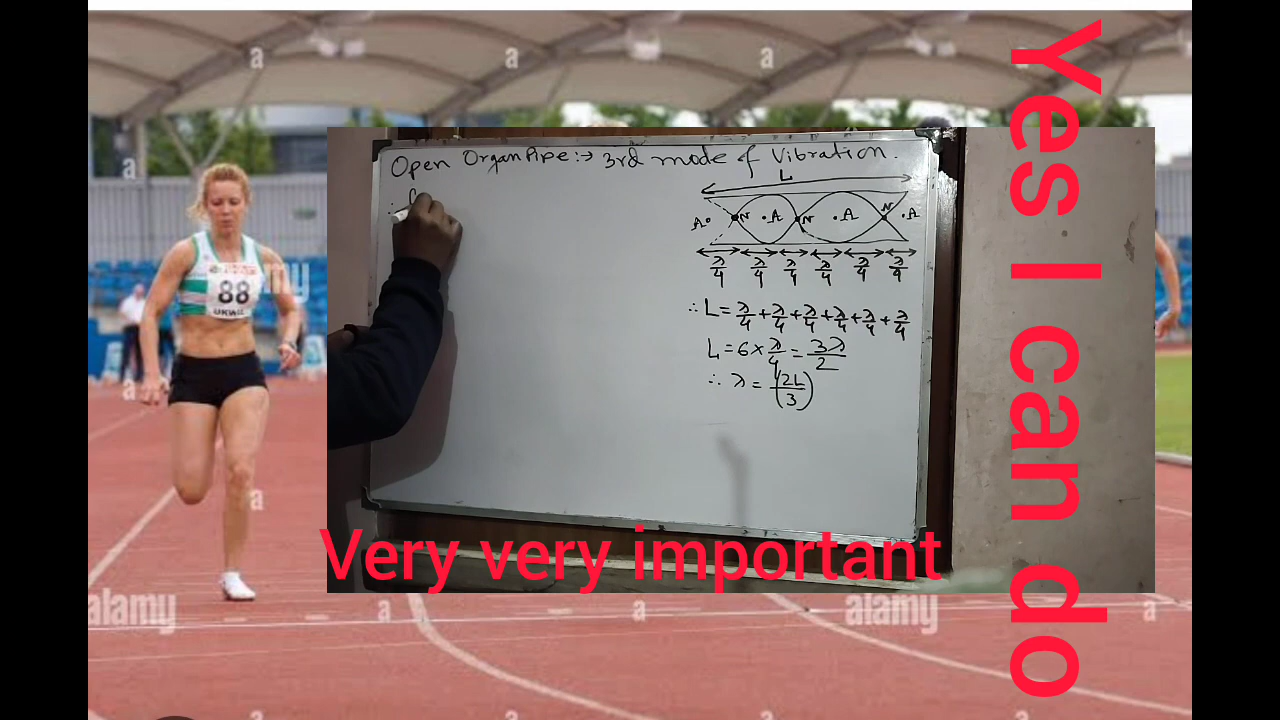 Open Organ Pipe :→ 3rd mode of Vibration.
L
A N A N A N A
λ/4 λ/4 λ/4 λ/4 λ/4 λ/4
∴ L = λ/4 + λ/4 + λ/4 + λ/4 + λ/4 + λ/4
L = 6 × λ/4 = 3λ/2
∴ λ = (2L/3)
Very very important
Yes I can do
88
a
a
a
a
alamy
a
a
alamy
a